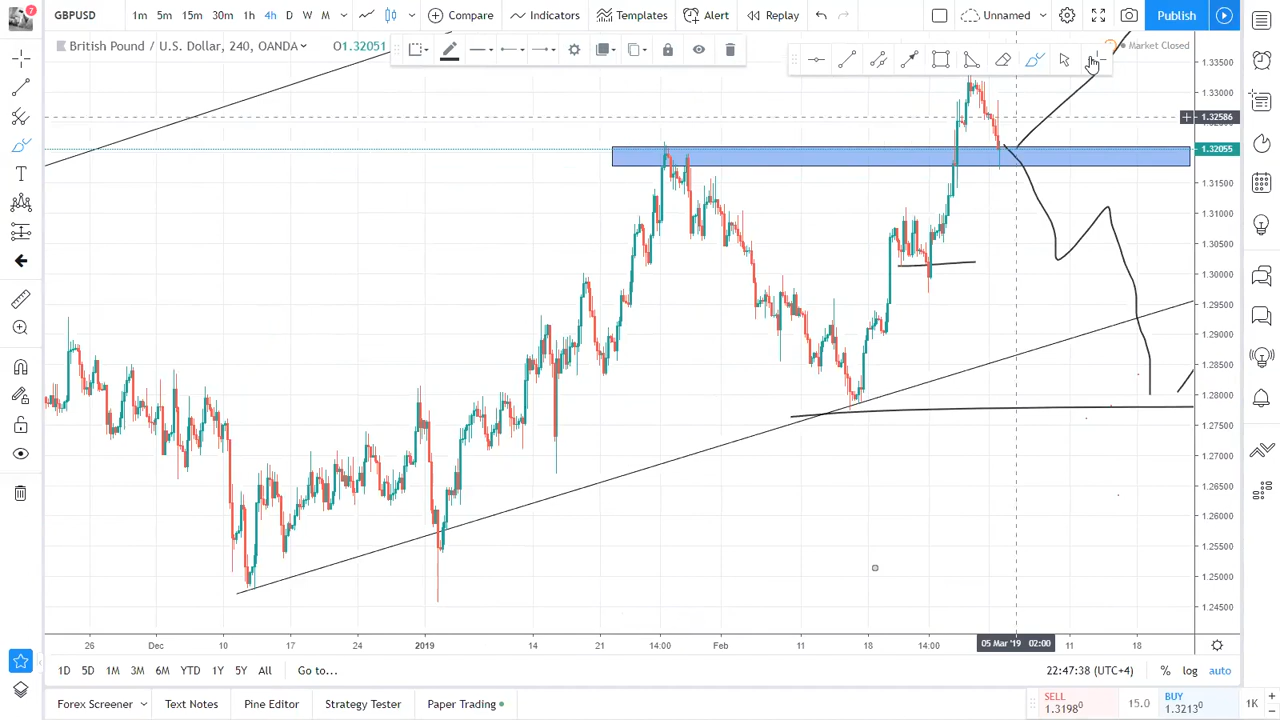 7
GBPUSD
1m 5m 15m 30m 1h 4h D W M
Compare
Indicators
Templates
Alert
Replay
Unnamed
Publish
British Pound / U.S. Dollar, 240, OANDA
O1.32051
Market Closed
1.33500
1.33000
1.32586
1.32055
1.31500
1.31000
1.30500
1.30000
1.29500
1.29000
1.28500
1.28000
1.27500
1.27000
1.26500
1.26000
1.25500
1.25000
1.24500
26 Dec 10 17 2019 14 21 14:00 Feb 11 18 14:00 05 Mar '19 02:00 11 18
1D 5D 1M 3M 6M YTD 1Y 5Y All
Go to...
22:47:38 (UTC+4)
% log auto
Forex Screener
Text Notes
Pine Editor
Strategy Tester
Paper Trading
SELL
1.31980
15.0
BUY
1.32130
1K